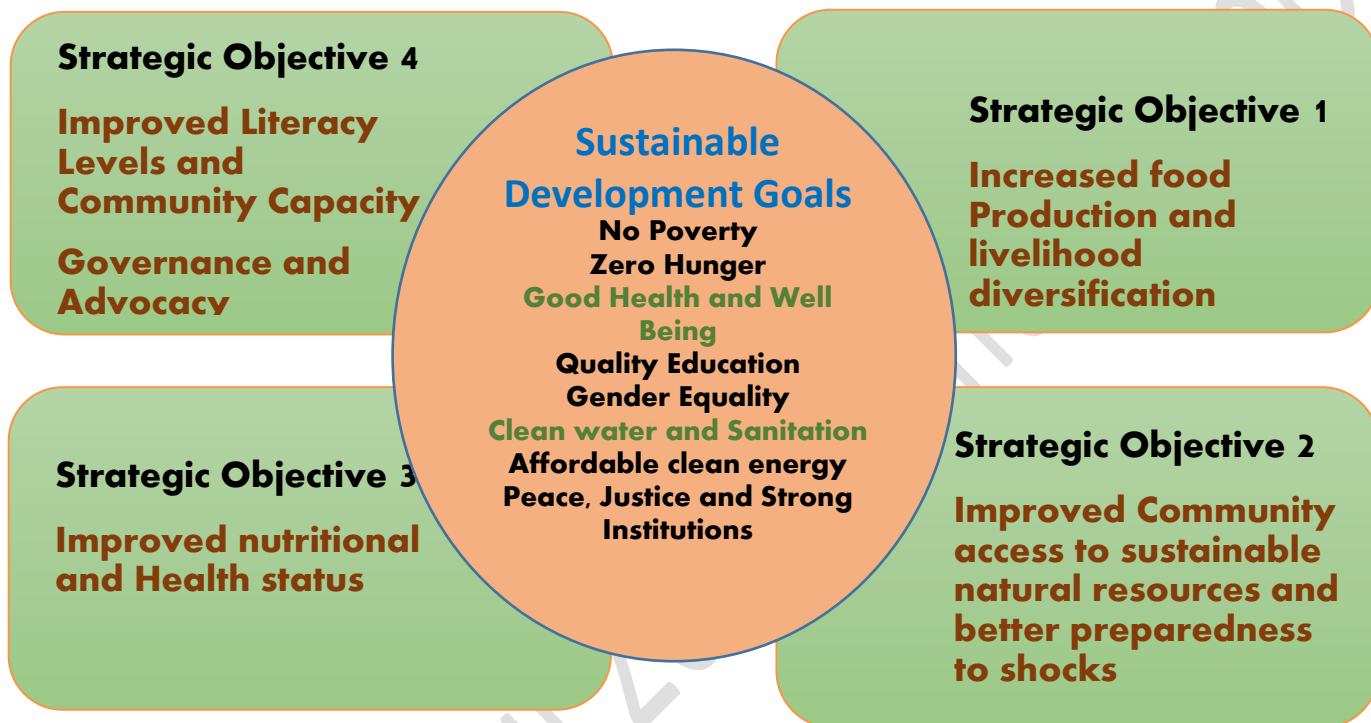 Strategic Objective 4
Improved Literacy
Levels and
Community Capacity
Governance and
Advocacy
Sustainable
Development Goals
No Poverty
Zero Hunger
Good Health and Well
Being
Quality Education
Gender Equality
Clean water and Sanitation
Affordable clean energy
Peace, Justice and Strong
Institutions
Strategic Objective 1
Increased food
Production and
livelihood
diversification
Strategic Objective 3
Improved nutritional
and Health status
Strategic Objective 2
Improved Community
access to sustainable
natural resources and
better preparedness
to shocks